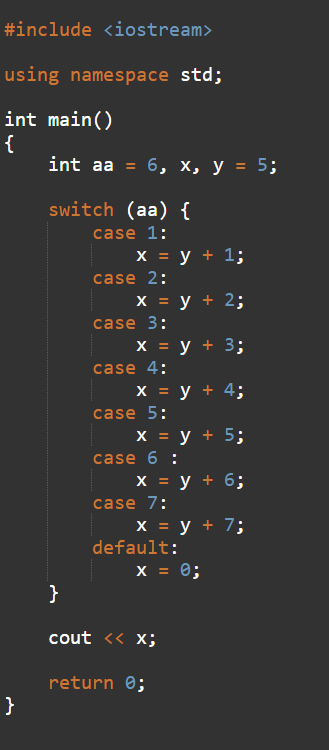 #include <iostream>
using namespace std;
int main()
{
int aa = 6, x, y = 5;
switch (aa) {
case 1:
x = y + 1;
case 2:
x = y + 2;
case 3:
x = y + 3;
case 4:
x = y + 4;
case 5:
x = y + 5;
case 6 :
x = y + 6;
case 7:
x = y + 7;
default:
x = 0;
}
cout << x;
return 0;
}